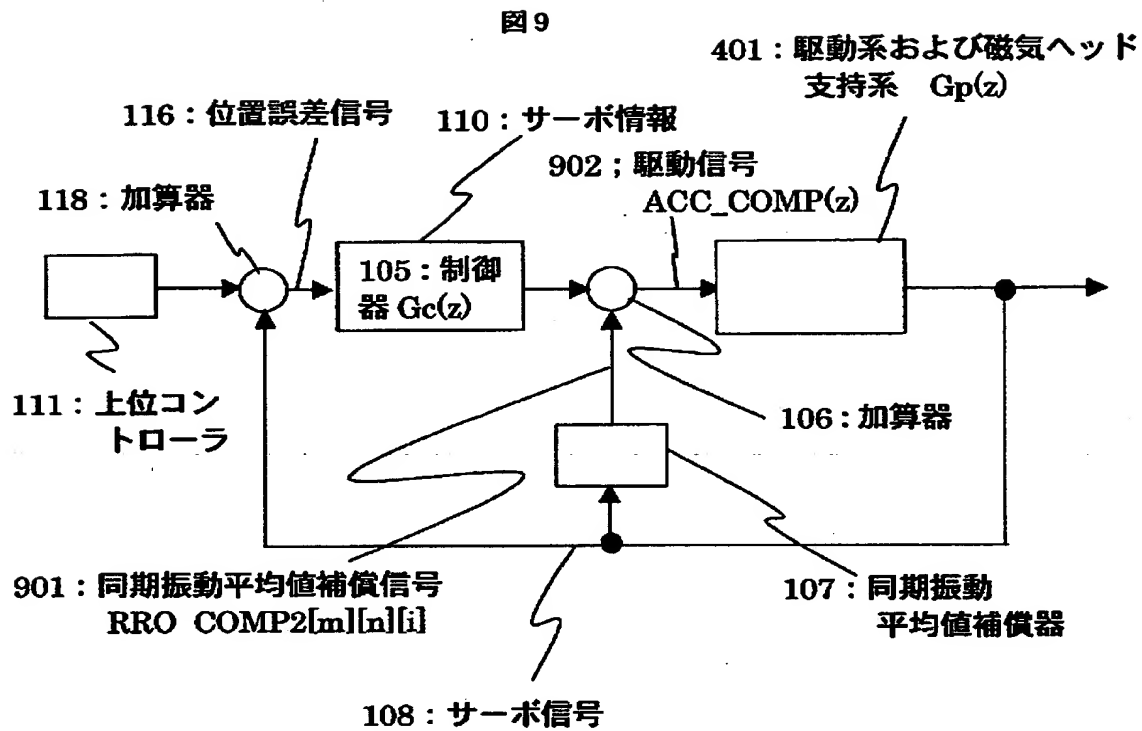 図9
401：駆動系および磁気ヘッド
支持系　Gp(z)
116：位置誤差信号
110：サーボ情報
902；駆動信号
ACC_COMP(z)
118：加算器
105：制御
器 Gc(z)
111：上位コン
トローラ
106：加算器
901：同期振動平均値補償信号
RRO COMP2[m][n][i]
107：同期振動
平均値補償器
108：サーボ信号